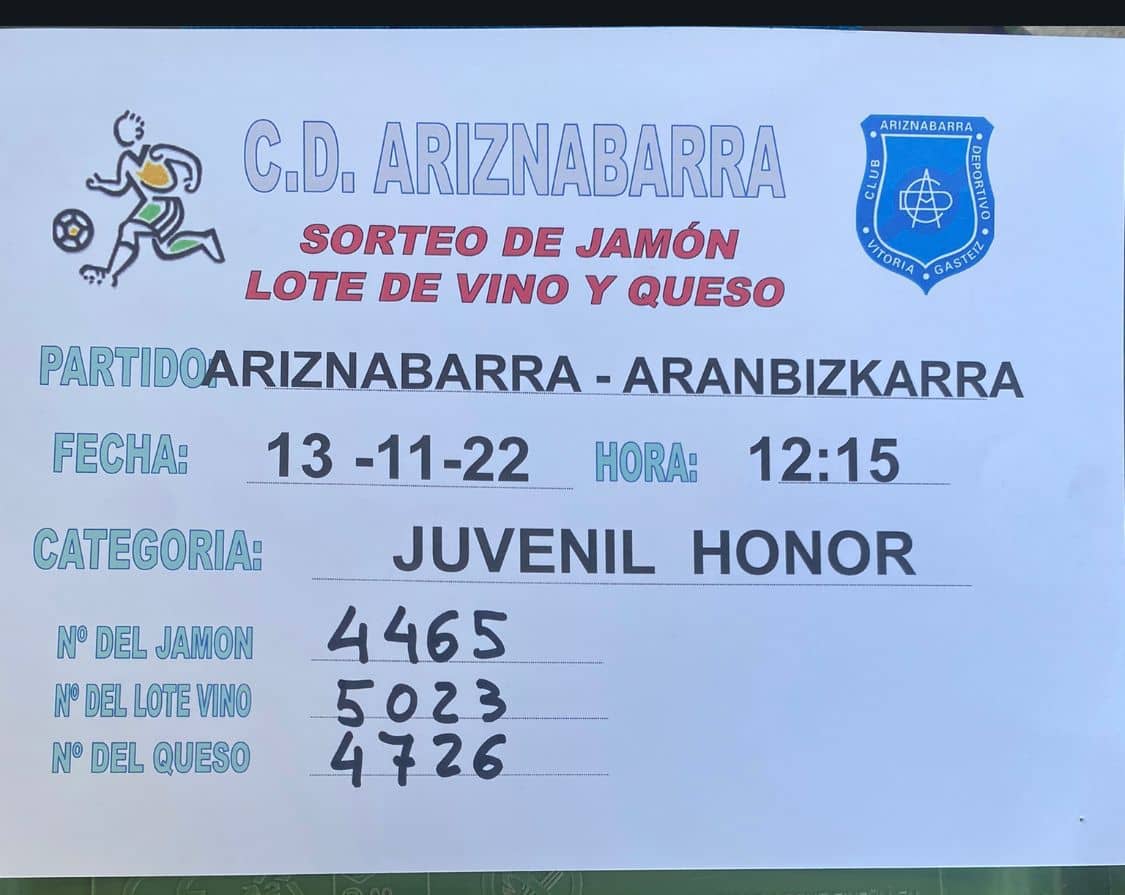 C.D. ARIZNABARRA
SORTEO DE JAMÓN
LOTE DE VINO Y QUESO
ARIZNABARRA
CLUB
DEPORTIVO
VITORIA GASTEIZ
PARTIDO: ARIZNABARRA - ARANBIZKARRA
FECHA: 13 -11-22 HORA: 12:15
CATEGORIA: JUVENIL HONOR
Nº DEL JAMON 4465
Nº DEL LOTE VINO 5023
Nº DEL QUESO 4726